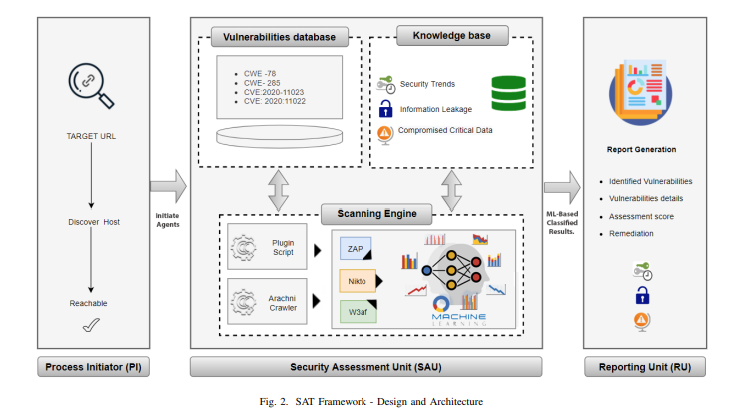 TARGET URL
Discover Host
Reachable
Process Initiator (PI)
Initiate
Agents
Vulnerabilities database
CWE -78
CWE- 285
CVE:2020-11023
CVE: 2020:11022
Knowledge base
Security Trends
Information Leakage
Compromised Critical Data
Scanning Engine
Plugin
Script
Arachni
Crawler
ZAP
Nikto
W3af
MACHINE
LEARNING
Security Assessment Unit (SAU)
ML-Based
Classified
Results.
Report Generation
Identified Vulnerabilities
Vulnerabilities details
Assessment score
Remediation
Reporting Unit (RU)
Fig. 2. SAT Framework - Design and Architecture